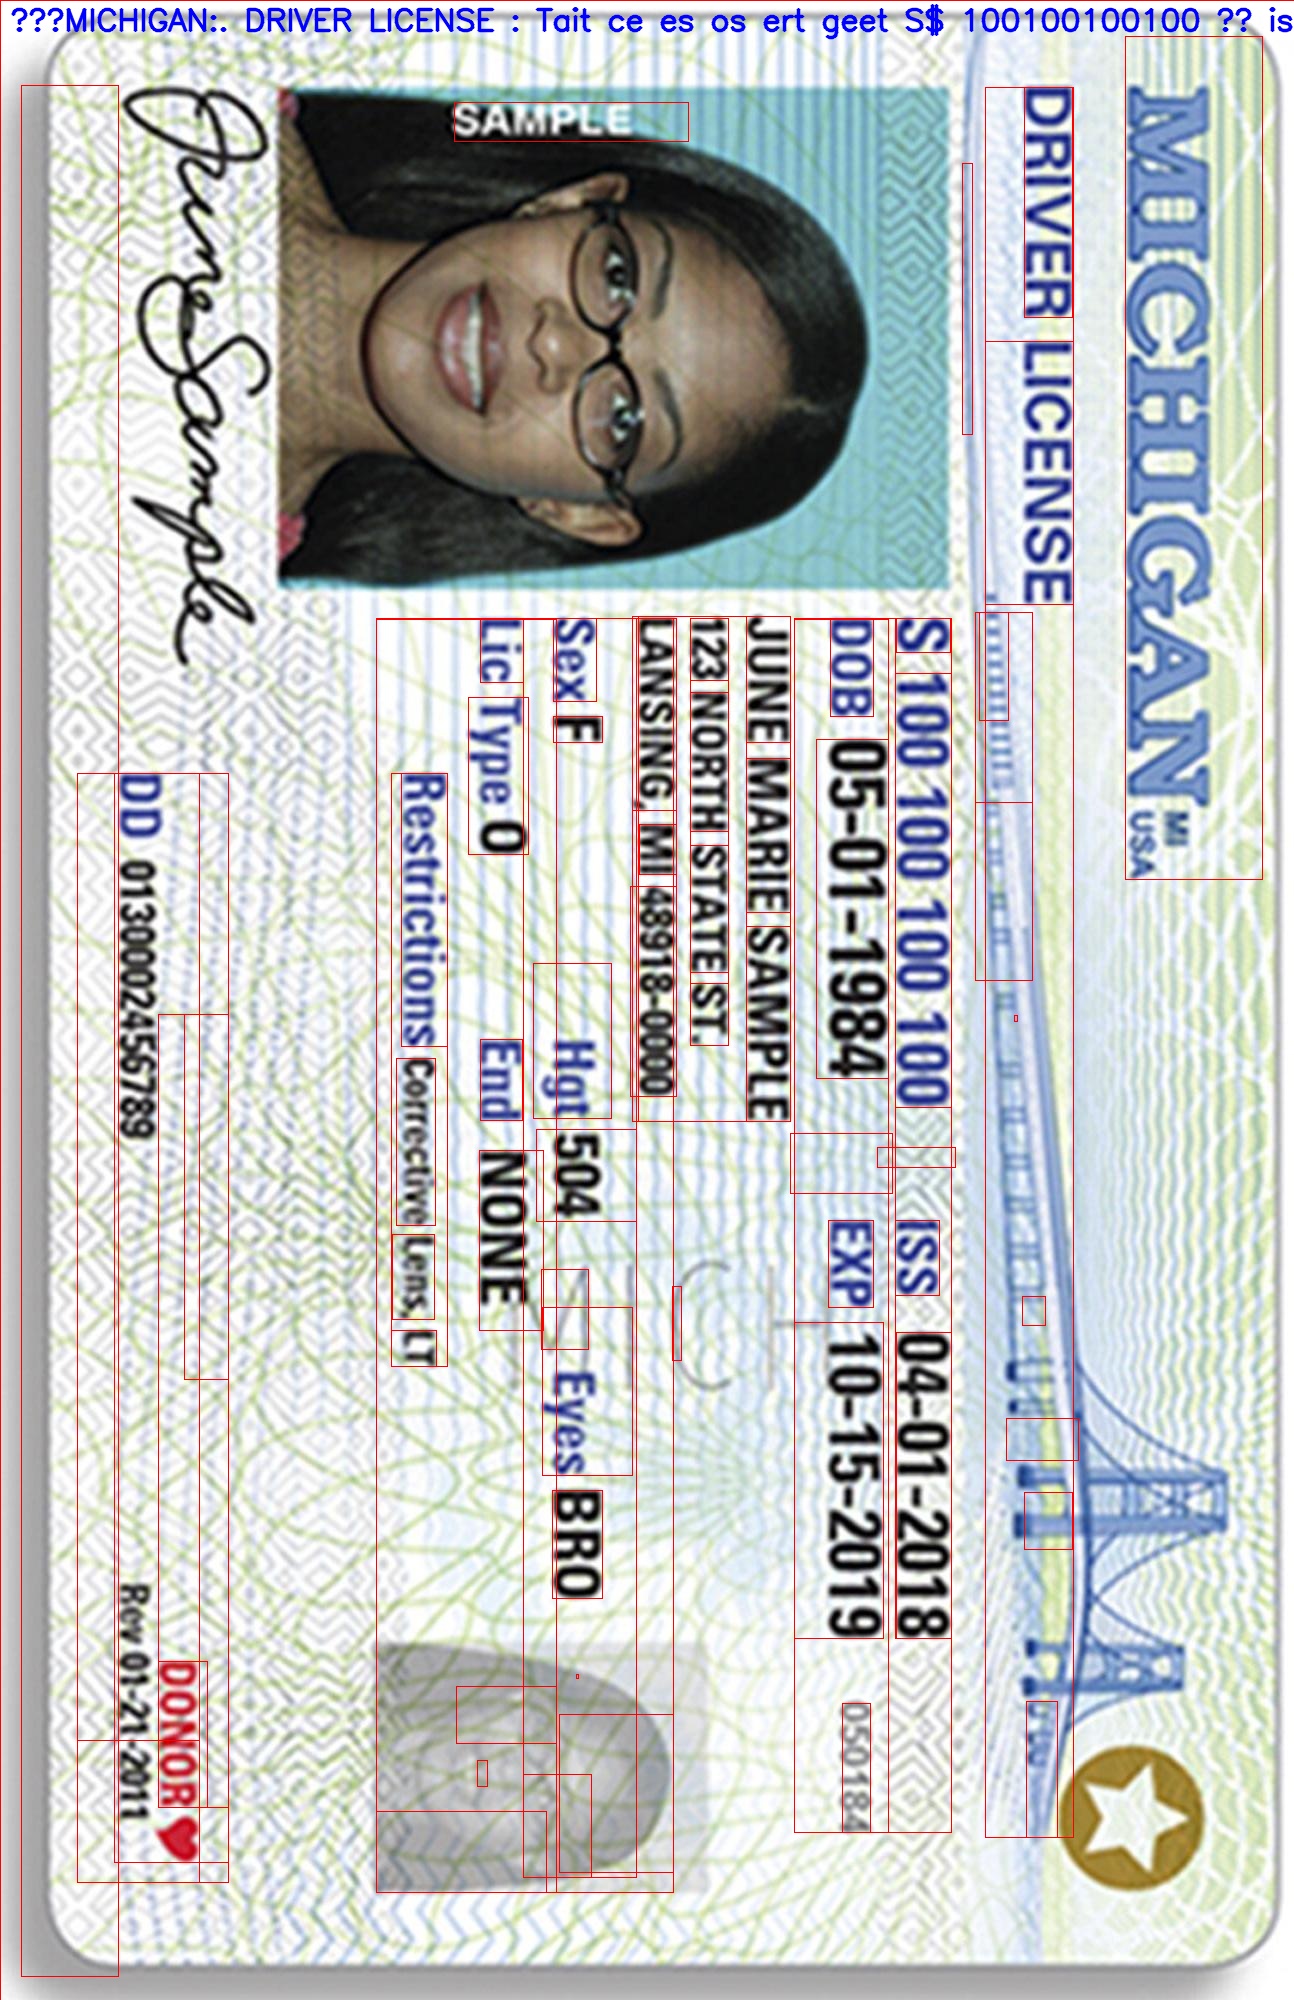 ???MICHIGAN:. DRIVER LICENSE : Tait ce es os ert geet S$ 100100100100 ?? is
MICHIGAN MI
USA
DRIVER LICENSE
S 100 100 100 100 ISS 04-01-2018
DOB 05-01-1984 EXP 10-15-2019
050184
JUNE MARIE SAMPLE
123 NORTH STATE ST.
LANSING, MI 48918-0000
Sex F Hgt 504 Eyes BRO
Lic Type O End NONE
Restrictions Corrective Lens, LT
SAMPLE
June Sample
DONOR
DD 0130002456789 Rev 01-21-2011